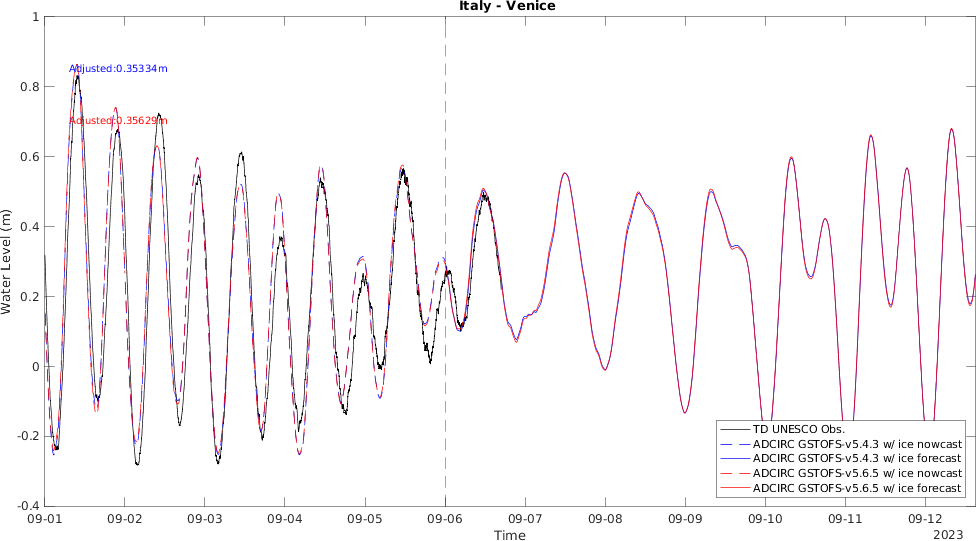 Italy - Venice
1
0.8
0.6
0.4
0.2
0
-0.2
-0.4
Water Level (m)
Adjusted:0.35334m
Adjusted:0.35629m
TD UNESCO Obs.
ADCIRC GSTOFS-v5.4.3 w/ ice nowcast
ADCIRC GSTOFS-v5.4.3 w/ ice forecast
ADCIRC GSTOFS-v5.6.5 w/ ice nowcast
ADCIRC GSTOFS-v5.6.5 w/ ice forecast
09-01 09-02 09-03 09-04 09-05 09-06 09-07 09-08 09-09 09-10 09-11 09-12
Time
2023